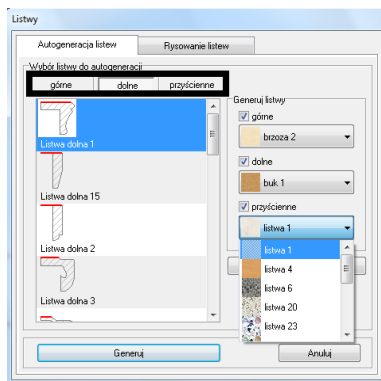 Listwy
Autogeneracja listew Rysowanie listew
Wybór listwy do autogeneracji
górne dolne przyścienne
Listwa dolna 1
Listwa dolna 15
Listwa dolna 2
Listwa dolna 3
Generuj listwy
górne
brzoza 2
dolne
buk 1
przyścienne
listwa 1
listwa 1
listwa 4
listwa 6
listwa 20
listwa 23
Generuj Anuluj